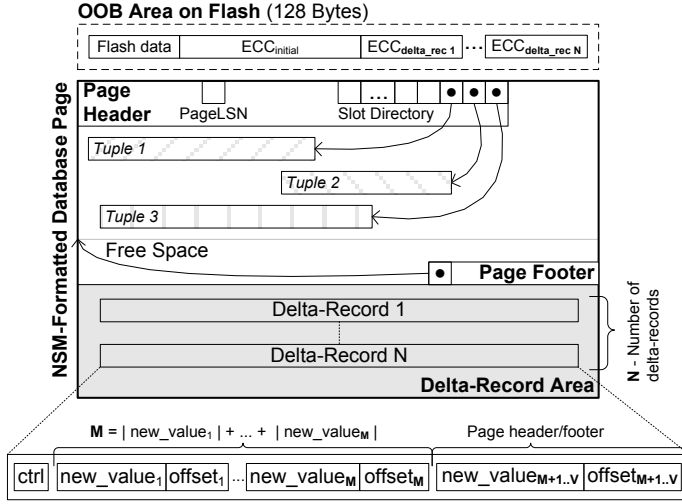 OOB Area on Flash (128 Bytes)
Flash data ECCinitial ECCdelta_rec 1 ... ECCdelta_rec N
NSM-Formatted Database Page
Page Header
PageLSN
...
Slot Directory
Tuple 1
Tuple 2
Tuple 3
Free Space
Page Footer
Delta-Record 1
Delta-Record N
Delta-Record Area
N - Number of
delta-records
M = | new_value1 | + ... + | new_valueM |
Page header/footer
ctrl new_value1 offset1 ... new_valueM offsetM new_valueM+1..V offsetM+1..V